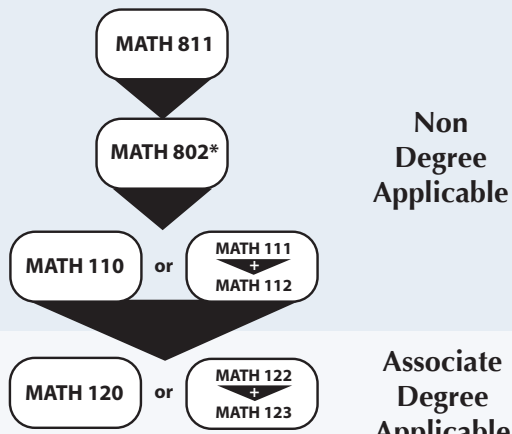 MATH 811
MATH 802*
Non
Degree
Applicable
MATH 110 or MATH 111
+
MATH 112
MATH 120 or MATH 122
+
MATH 123
Associate
Degree
Applicable